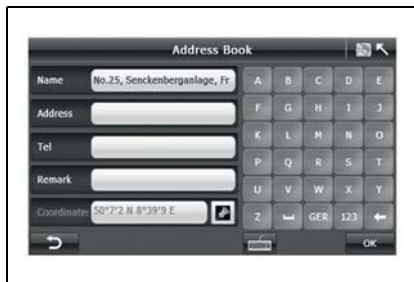 Address Book
Name No.25, Senckenberganlage, Fr A B C D E
Address F G H I J
Tel K L M N O
P Q R S T
Remark U V W X Y
Coordinates 50°7'2 N 8°39'9 E Z GER 123
OK